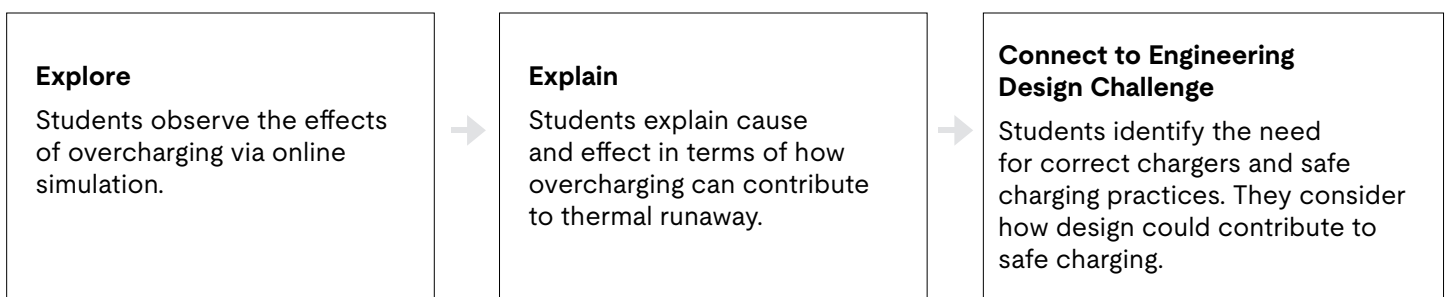 Explore
Students observe the effects
of overcharging via online
simulation.
Explain
Students explain cause
and effect in terms of how
overcharging can contribute
to thermal runaway.
Connect to Engineering
Design Challenge
Students identify the need
for correct chargers and safe
charging practices. They consider
how design could contribute to
safe charging.